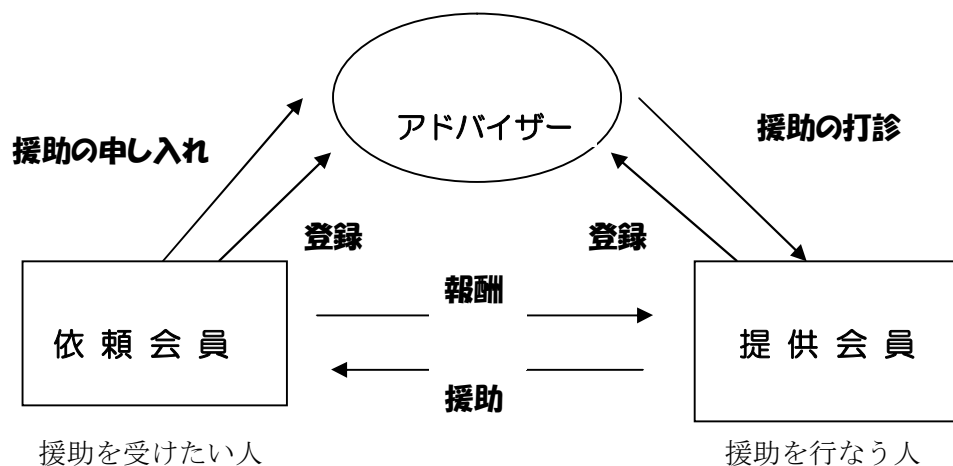 アドバイザー
援助の申し入れ
援助の打診
登録
登録
報酬
依頼会員
提供会員
援助
援助を受けたい人
援助を行なう人